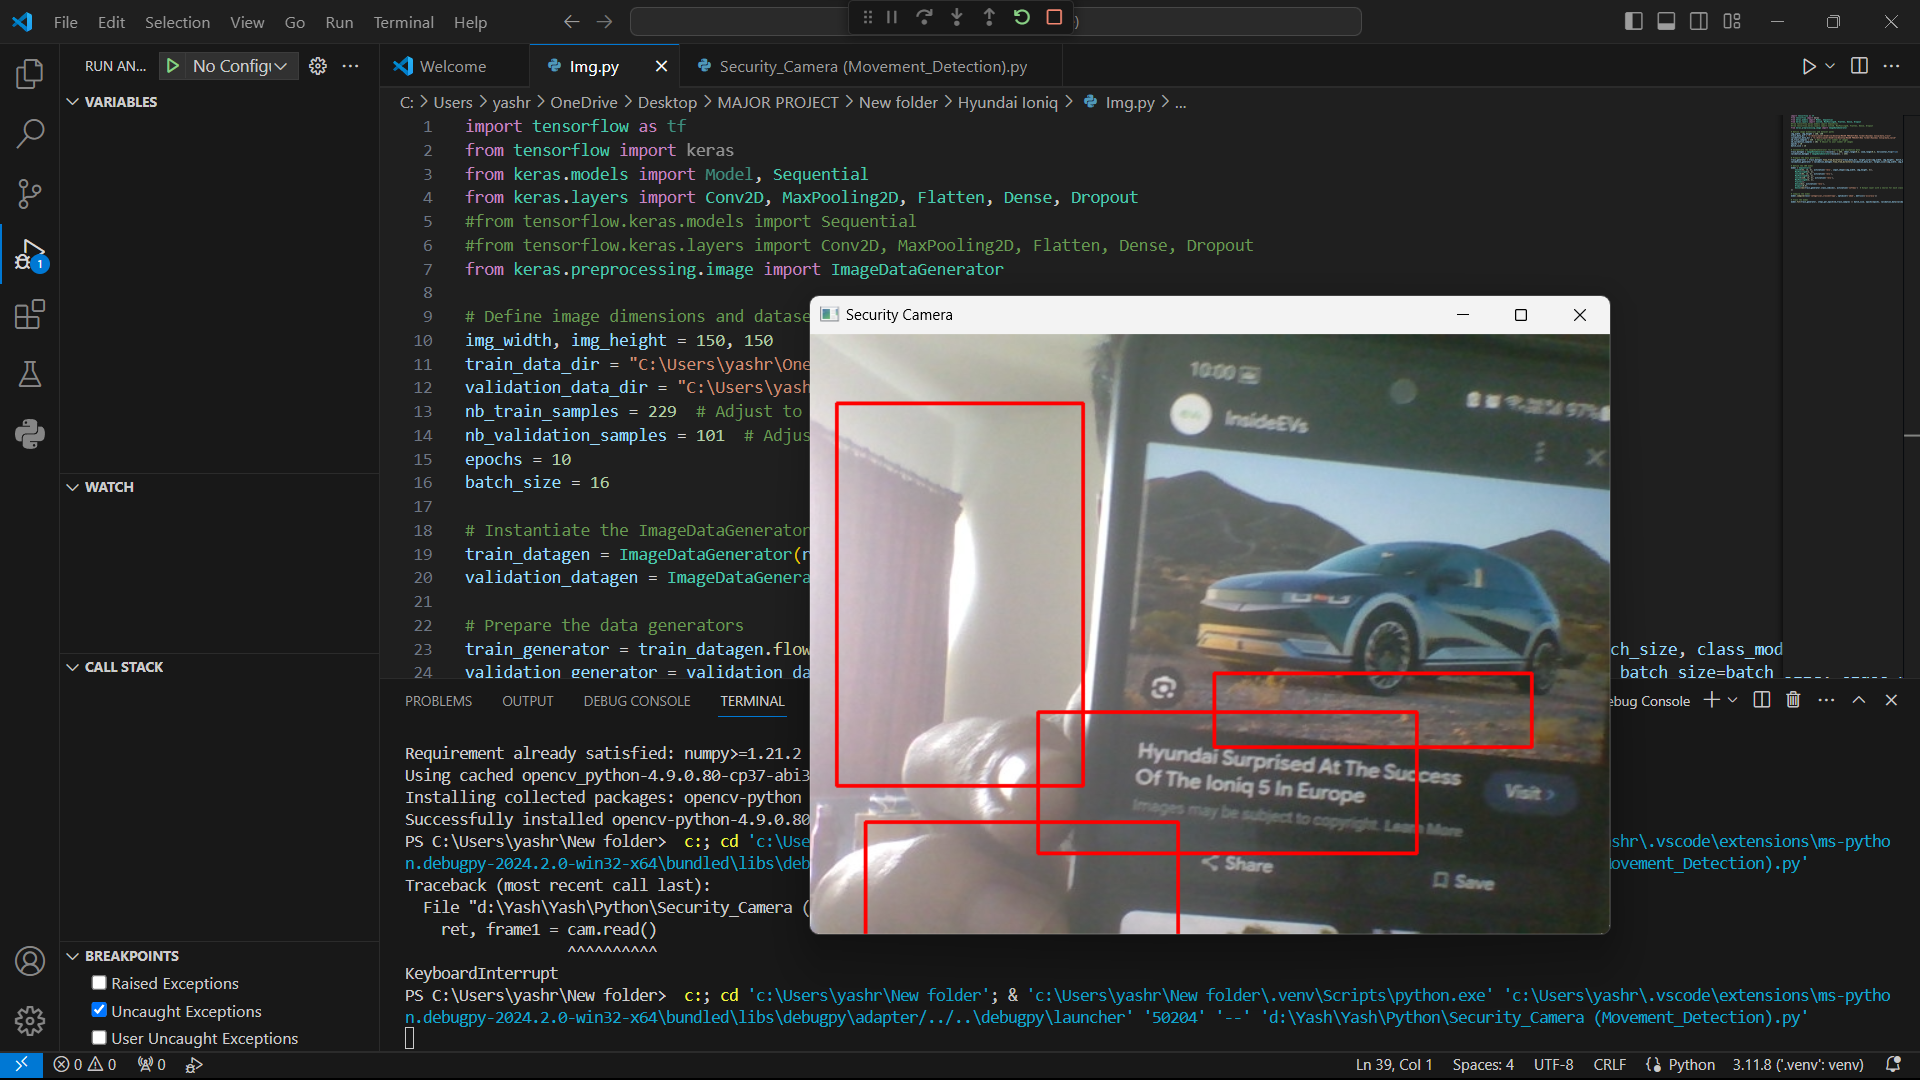 File Edit Selection View Go Run Terminal Help
RUN AN... No Config
Welcome Img.py Security_Camera (Movement_Detection).py
C: > Users > yashr > OneDrive > Desktop > MAJOR PROJECT > New folder > Hyundai Ioniq > Img.py > ...
VARIABLES
WATCH
CALL STACK
BREAKPOINTS
Raised Exceptions
Uncaught Exceptions
User Uncaught Exceptions
1
1 import tensorflow as tf
2 from tensorflow import keras
3 from keras.models import Model, Sequential
4 from keras.layers import Conv2D, MaxPooling2D, Flatten, Dense, Dropout
5 #from tensorflow.keras.models import Sequential
6 #from tensorflow.keras.layers import Conv2D, MaxPooling2D, Flatten, Dense, Dropout
7 from keras.preprocessing.image import ImageDataGenerator
8
9 # Define image dimensions and datase
10 img_width, img_height = 150, 150
11 train_data_dir = "C:\Users\yashr\One
12 validation_data_dir = "C:\Users\yash
13 nb_train_samples = 229 # Adjust to
14 nb_validation_samples = 101 # Adjus
15 epochs = 10
16 batch_size = 16
17
18 # Instantiate the ImageDataGenerator
19 train_datagen = ImageDataGenerator(r
20 validation_datagen = ImageDataGenera
21
22 # Prepare the data generators
23 train_generator = train_datagen.flow ch_size, class_mod
24 validation_generator = validation_da batch_size=batch
Security Camera
10:00 97%
InsideEVs
Hyundai Surprised At The Success
Of The Ioniq 5 In Europe
Visit >
Images may be subject to copyright. Learn More
Share
Save
PROBLEMS OUTPUT DEBUG CONSOLE TERMINAL ebug Console
Requirement already satisfied: numpy>=1.21.2
Using cached opencv_python-4.9.0.80-cp37-abi3
Installing collected packages: opencv-python
Successfully installed opencv-python-4.9.0.80
PS C:\Users\yashr\New folder> c:; cd 'c:\Use shr\.vscode\extensions\ms-pytho
n.debugpy-2024.2.0-win32-x64\bundled\libs\deb ovement_Detection).py'
Traceback (most recent call last):
File "d:\Yash\Yash\Python\Security_Camera (
ret, frame1 = cam.read()
^^^^^^^^^^
KeyboardInterrupt
PS C:\Users\yashr\New folder> c:; cd 'c:\Users\yashr\New folder'; & 'c:\Users\yashr\New folder\.venv\Scripts\python.exe' 'c:\Users\yashr\.vscode\extensions\ms-pytho
n.debugpy-2024.2.0-win32-x64\bundled\libs\debugpy\adapter/../..\debugpy\launcher' '50204' '--' 'd:\Yash\Yash\Python\Security_Camera (Movement_Detection).py'
0 0 0 Ln 39, Col 1 Spaces: 4 UTF-8 CRLF Python 3.11.8 ('.venv': venv)